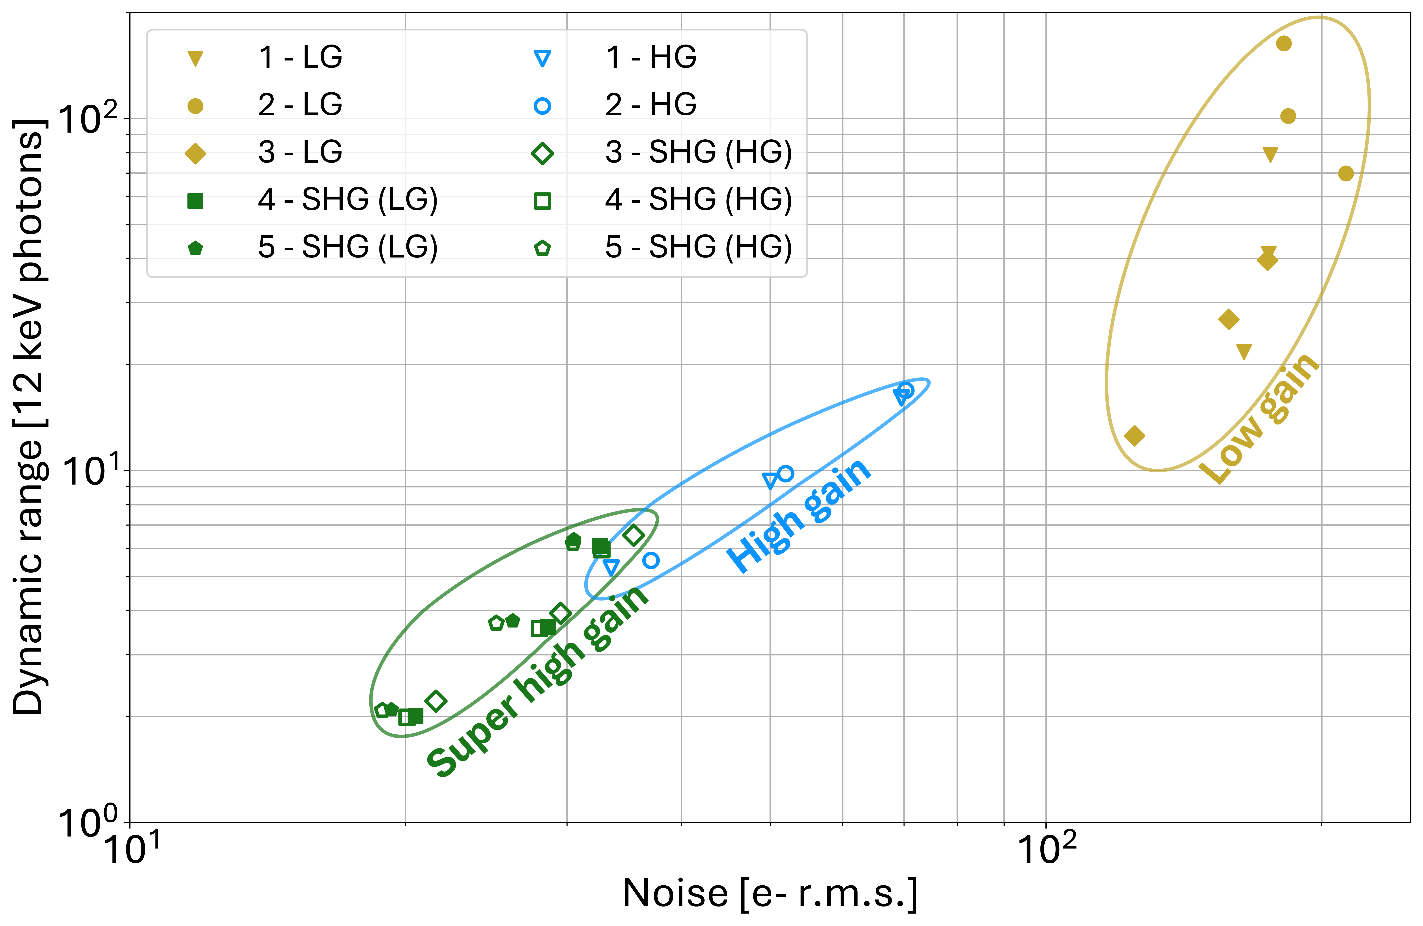 Dynamic range [12 keV photons]
10²
10¹
10⁰
1 - LG
2 - LG
3 - LG
4 - SHG (LG)
5 - SHG (LG)
1 - HG
2 - HG
3 - SHG (HG)
4 - SHG (HG)
5 - SHG (HG)
Low gain
High gain
Super high gain
10¹
10²
Noise [e- r.m.s.]